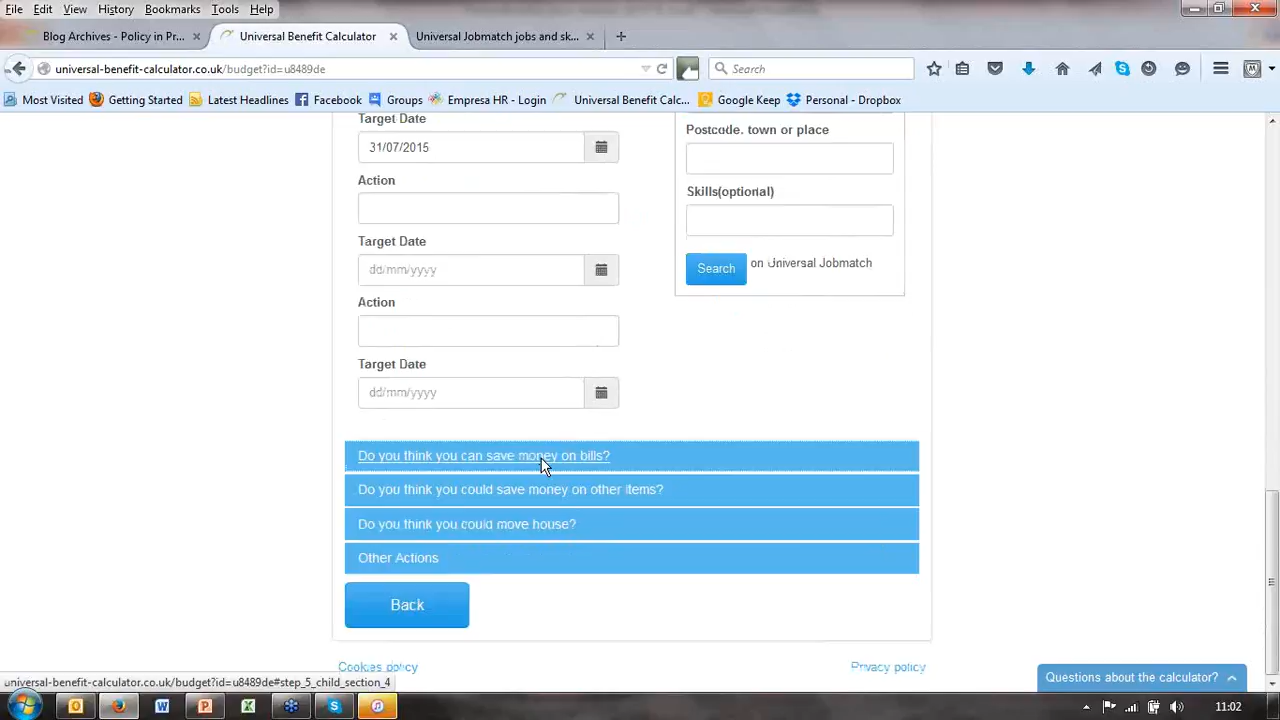 File Edit View History Bookmarks Tools Help
Blog Archives - Policy in Pr... Universal Benefit Calculator Universal Jobmatch jobs and sk...
universal-benefit-calculator.co.uk/budget?id=u8489de Search
Most Visited Getting Started Latest Headlines Facebook Groups Empresa HR - Login Universal Benefit Calc... Google Keep Personal - Dropbox
Target Date
31/07/2015
Action
Target Date
dd/mm/yyyy
Action
Target Date
dd/mm/yyyy
Postcode, town or place
Skills(optional)
Search on Universal Jobmatch
Do you think you can save money on bills?
Do you think you could save money on other items?
Do you think you could move house?
Other Actions
Back
Cookies policy Privacy policy
universal-benefit-calculator.co.uk/budget?id=u8489de#step_5_child_section_4
Questions about the calculator?
11:02